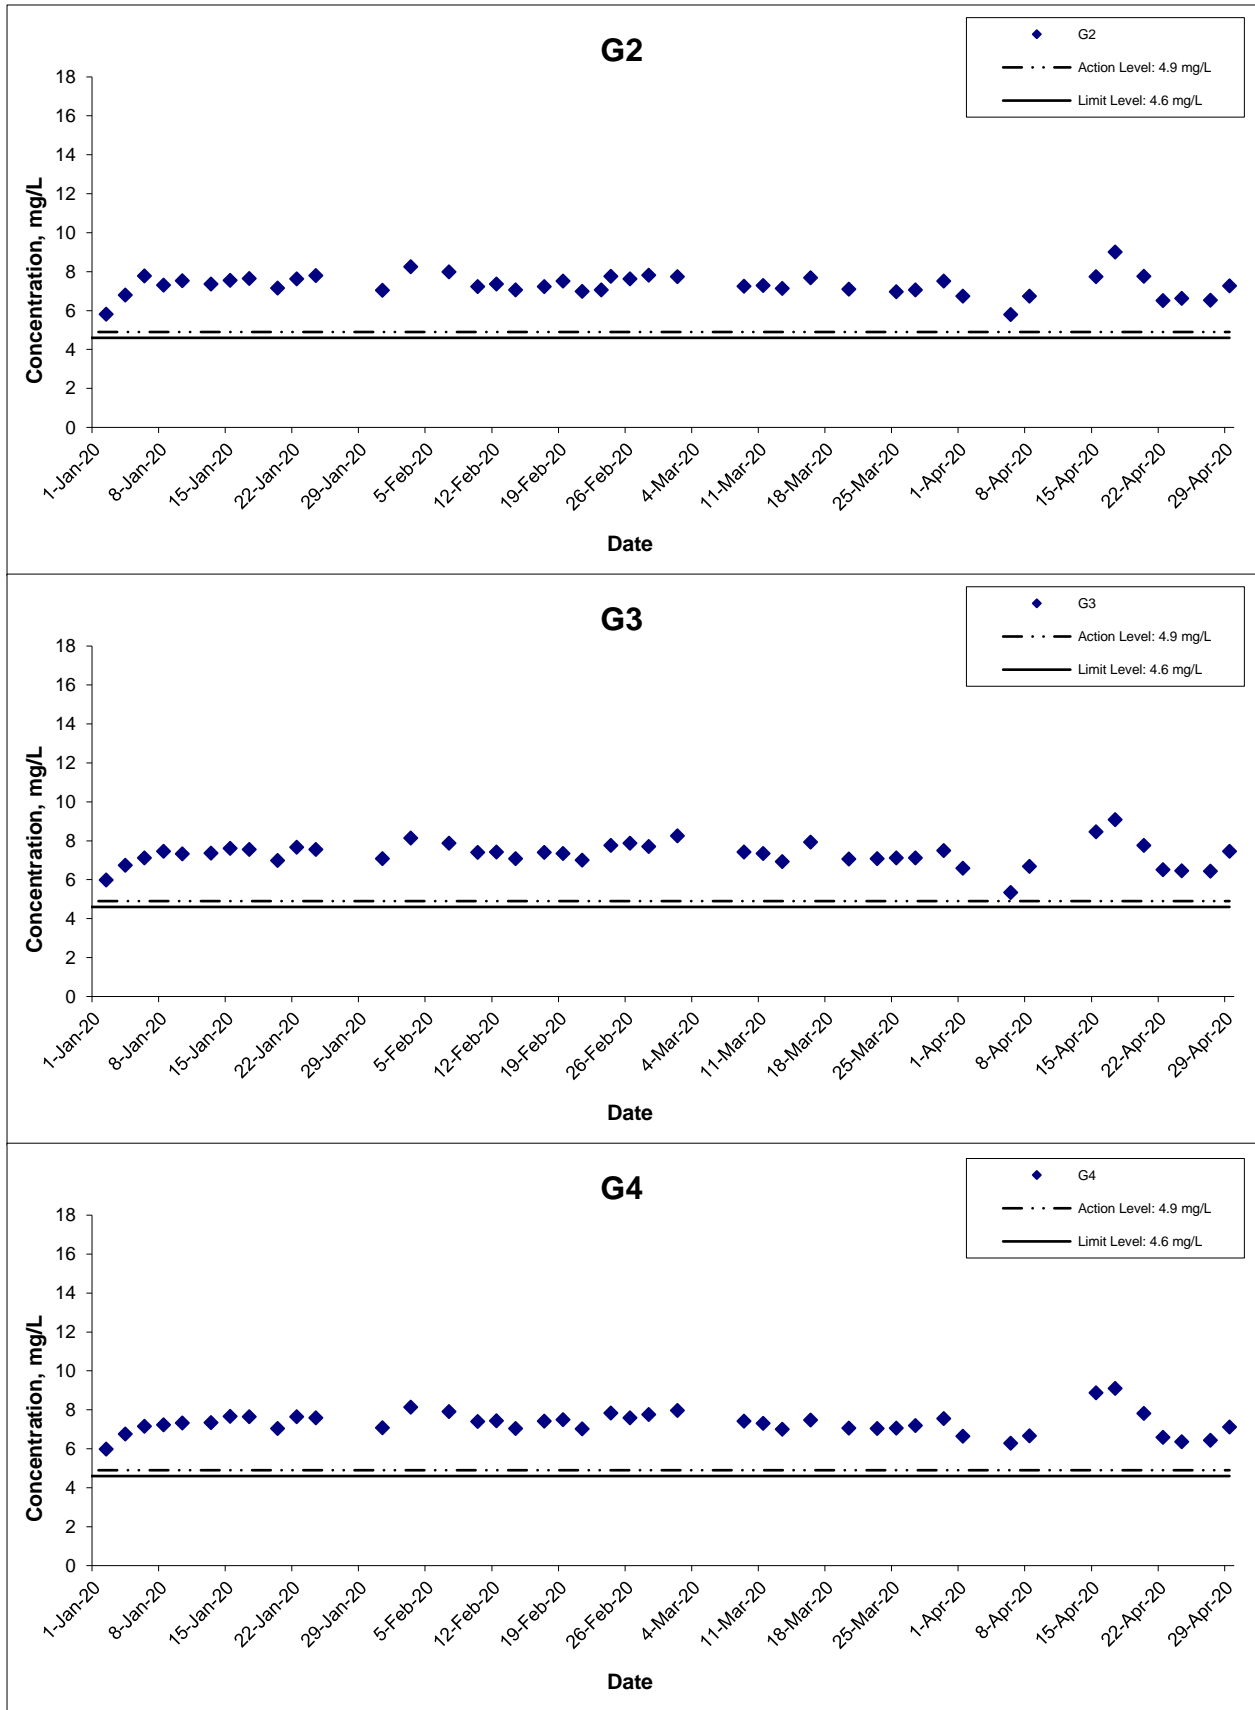 G2
G2
Action Level: 4.9 mg/L
Limit Level: 4.6 mg/L
Concentration, mg/L
18
16
14
12
10
8
6
4
2
0
1-Jan-20
8-Jan-20
15-Jan-20
22-Jan-20
29-Jan-20
5-Feb-20
12-Feb-20
19-Feb-20
26-Feb-20
4-Mar-20
11-Mar-20
18-Mar-20
25-Mar-20
1-Apr-20
8-Apr-20
15-Apr-20
22-Apr-20
29-Apr-20
Date
G3
G3
Action Level: 4.9 mg/L
Limit Level: 4.6 mg/L
Concentration, mg/L
18
16
14
12
10
8
6
4
2
0
1-Jan-20
8-Jan-20
15-Jan-20
22-Jan-20
29-Jan-20
5-Feb-20
12-Feb-20
19-Feb-20
26-Feb-20
4-Mar-20
11-Mar-20
18-Mar-20
25-Mar-20
1-Apr-20
8-Apr-20
15-Apr-20
22-Apr-20
29-Apr-20
Date
G4
G4
Action Level: 4.9 mg/L
Limit Level: 4.6 mg/L
Concentration, mg/L
18
16
14
12
10
8
6
4
2
0
1-Jan-20
8-Jan-20
15-Jan-20
22-Jan-20
29-Jan-20
5-Feb-20
12-Feb-20
19-Feb-20
26-Feb-20
4-Mar-20
11-Mar-20
18-Mar-20
25-Mar-20
1-Apr-20
8-Apr-20
15-Apr-20
22-Apr-20
29-Apr-20
Date